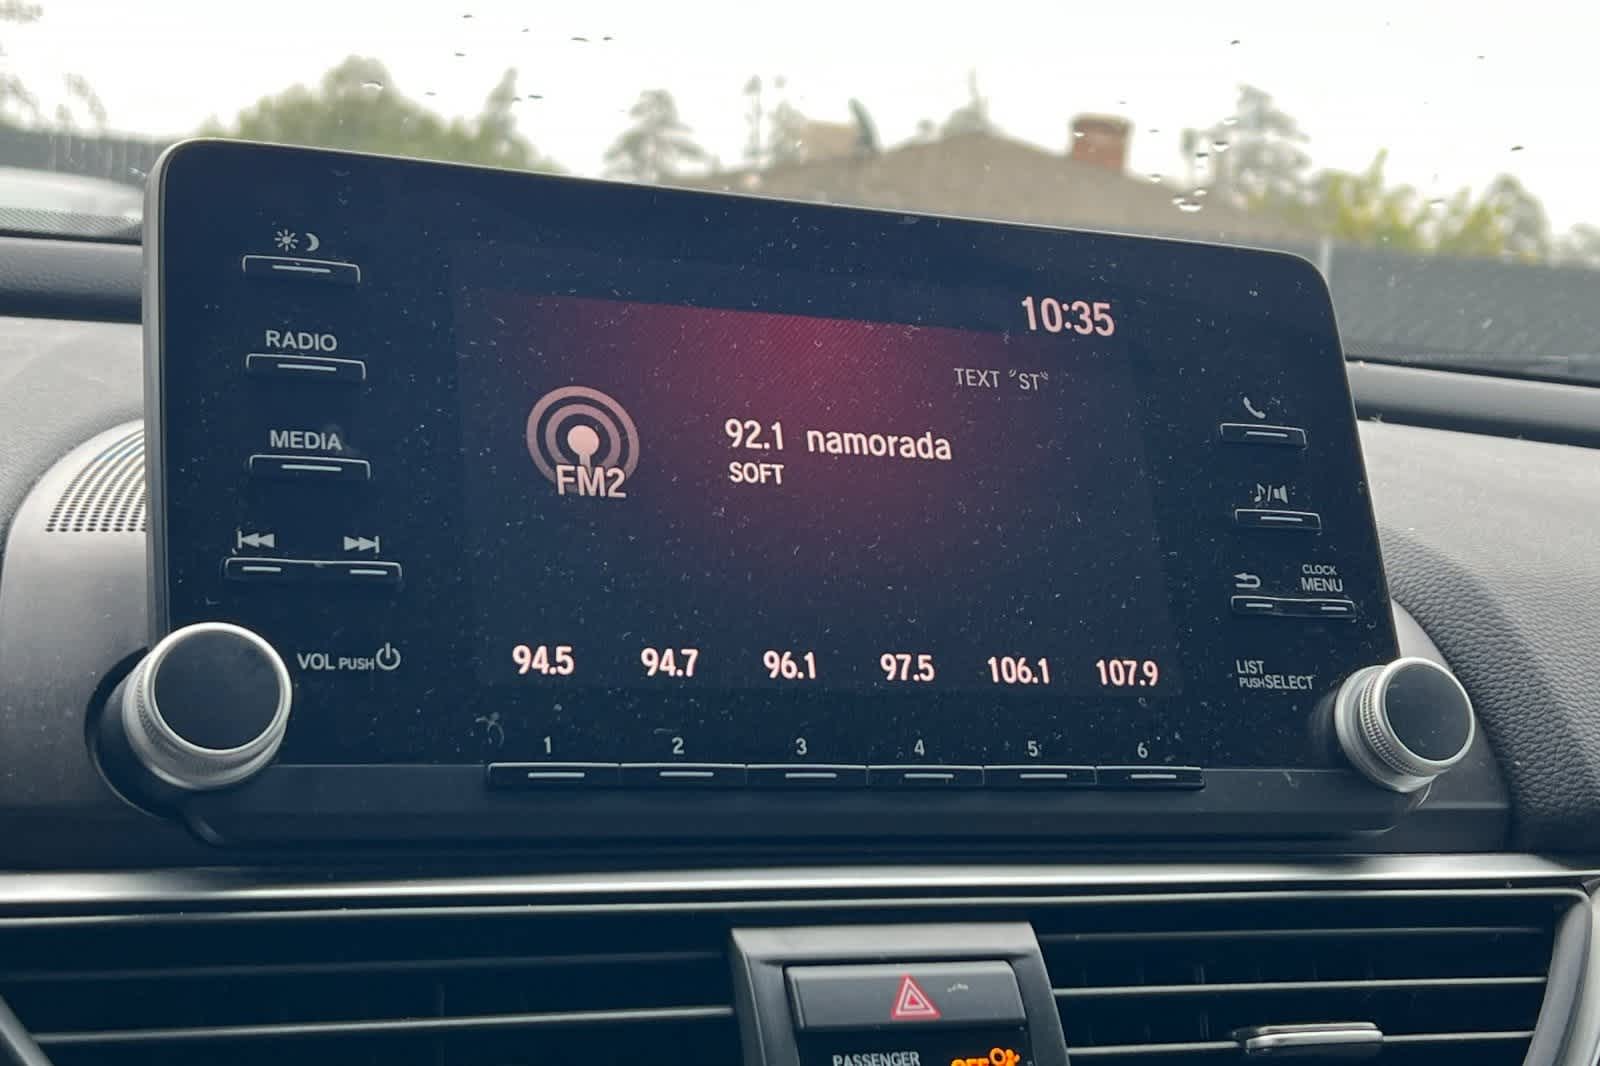 10:35
RADIO
TEXT "ST"
FM2
92.1 namorada
SOFT
MEDIA
CLOCK
MENU
VOL PUSH
LIST
PUSH SELECT
94.5 94.7 96.1 97.5 106.1 107.9
1 2 3 4 5 6
PASSENGER
OFF